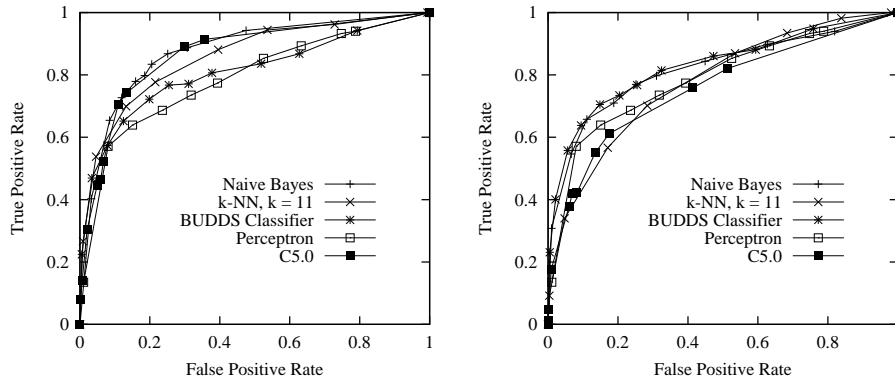 1
0.8
0.6
0.4
0.2
0
True Positive Rate
Naive Bayes
k-NN, k = 11
BUDDS Classifier
Perceptron
C5.0
0 0.2 0.4 0.6 0.8 1
False Positive Rate
1
0.8
0.6
0.4
0.2
0
True Positive Rate
Naive Bayes
k-NN, k = 11
BUDDS Classifier
Perceptron
C5.0
0 0.2 0.4 0.6 0.8
False Positive Rate